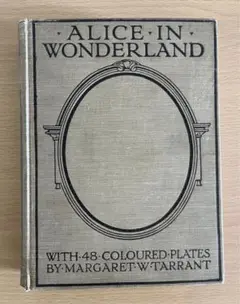 · ALICE · IN ·
WONDERLAND
WITH · 48 · COLOURED · PLATES
BY · MARGARET · W · TARRANT